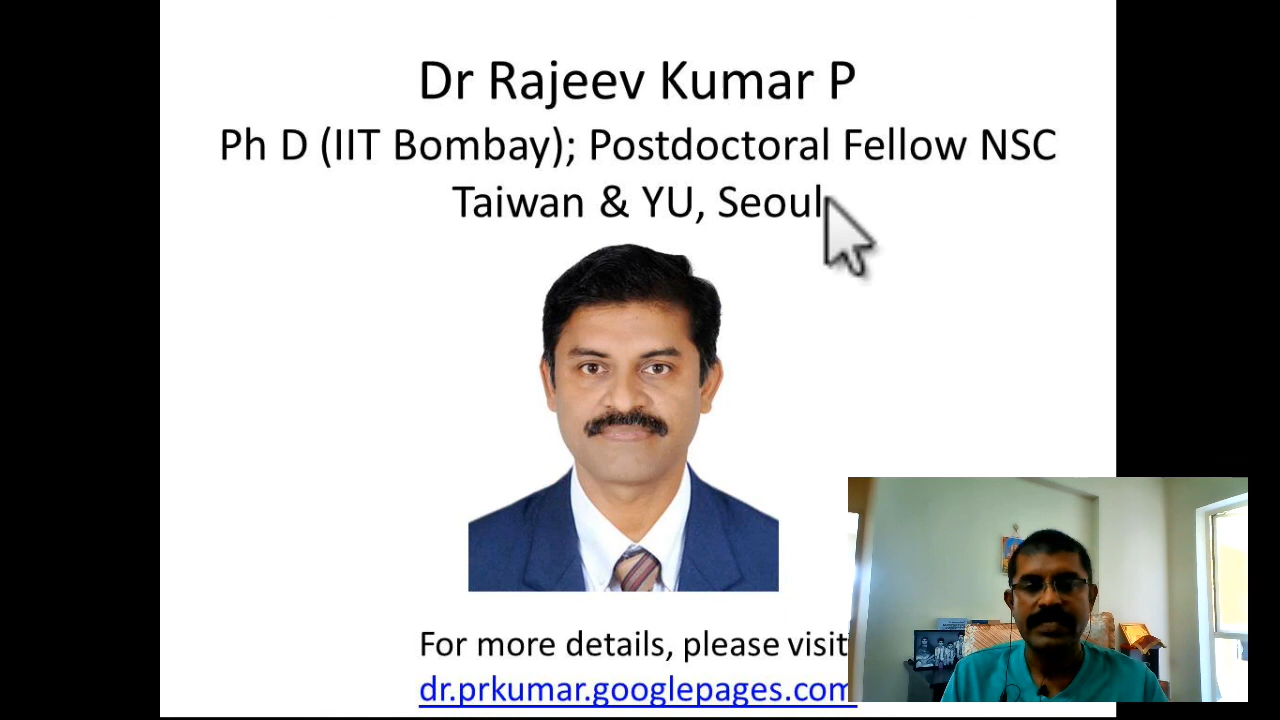 Dr Rajeev Kumar P
Ph D (IIT Bombay); Postdoctoral Fellow NSC
Taiwan & YU, Seoul
For more details, please visit
dr.prkumar.googlepages.com